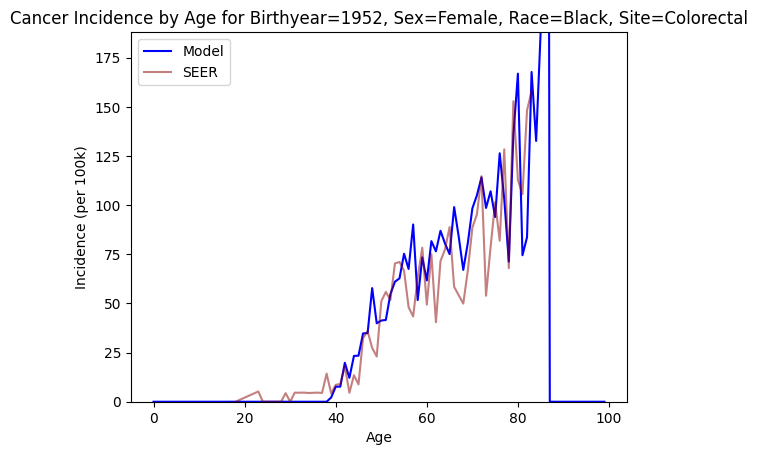 Cancer Incidence by Age for Birthyear=1952, Sex=Female, Race=Black, Site=Colorectal
Model
SEER
175
150
125
100
75
50
25
0
Incidence (per 100k)
0 20 40 60 80 100
Age